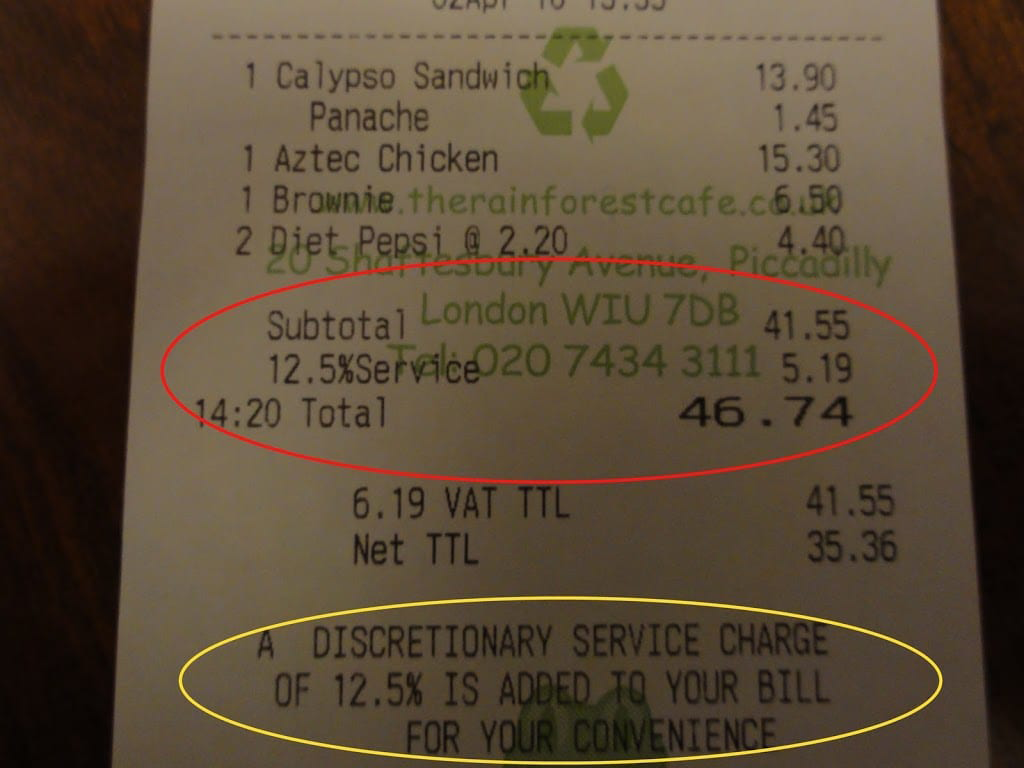 1 Calypso Sandwich 13.90
Panache 1.45
1 Aztec Chicken 15.30
1 Brownie 6.50
www.therainforestcafe.co.uk
2 Diet Pepsi @ 2.20 4.40
20 Shaftesbury Avenue, Piccadilly
London WIU 7DB
Subtotal 41.55
Tel: 020 7434 3111
12.5%Service 5.19
14:20 Total 46.74
6.19 VAT TTL 41.55
Net TTL 35.36
A DISCRETIONARY SERVICE CHARGE
OF 12.5% IS ADDED TO YOUR BILL
FOR YOUR CONVENIENCE